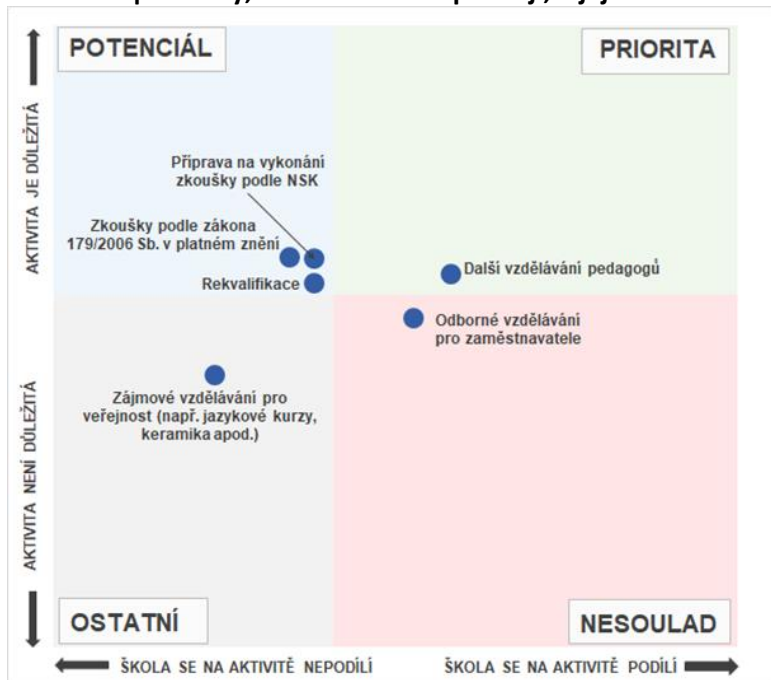 POTENCIÁL
PRIORITA
AKTIVITA JE DŮLEŽITÁ
Příprava na vykonání
zkoušky podle NSK
Zkoušky podle zákona
179/2006 Sb. v platném znění
Rekvalifikace
Další vzdělávání pedagogů
Odborné vzdělávání
pro zaměstnavatele
Zájmové vzdělávání pro
veřejnost (např. jazykové kurzy,
keramika apod.)
AKTIVITA NENÍ DŮLEŽITÁ
OSTATNÍ
NESOULAD
ŠKOLA SE NA AKTIVITĚ NEPODÍLÍ
ŠKOLA SE NA AKTIVITĚ PODÍLÍ